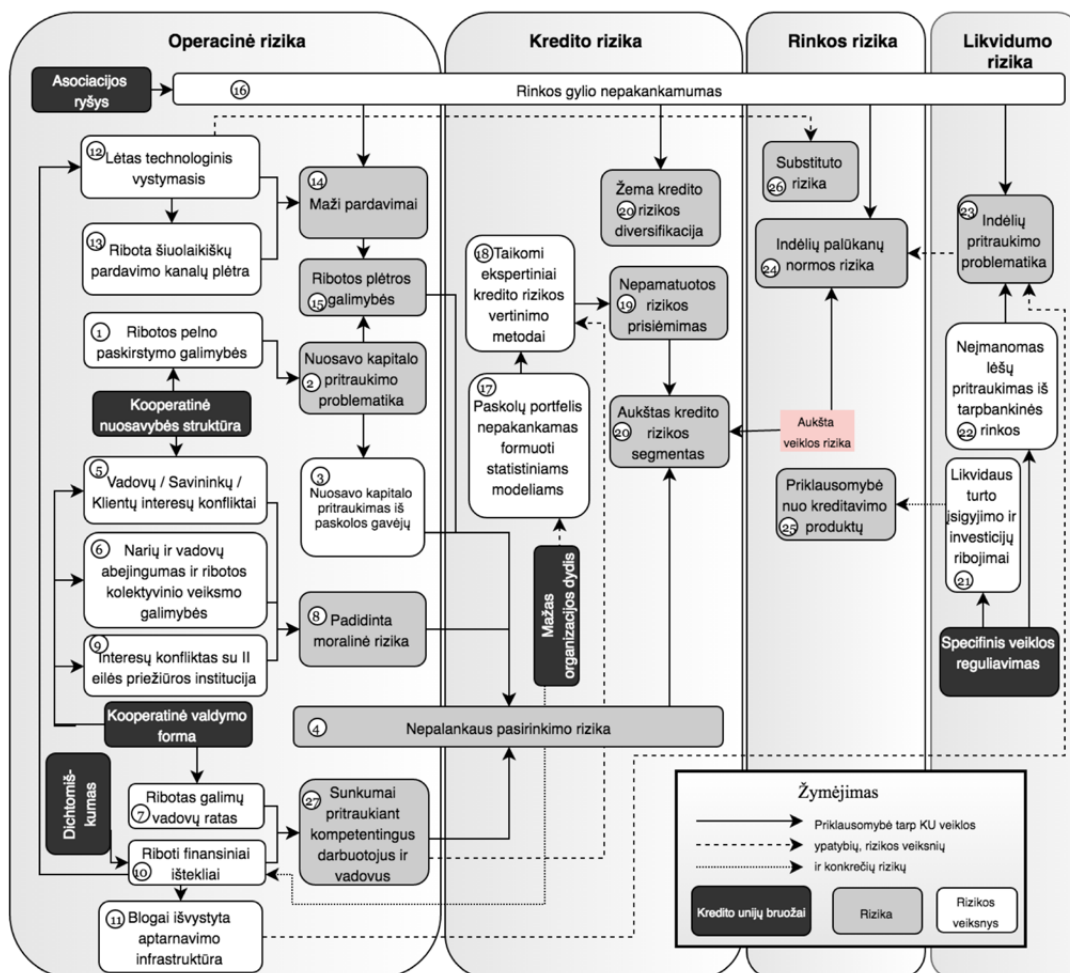 Operacinė rizika
Kredito rizika
Rinkos rizika
Likvidumo
rizika
Asociacijos
ryšys
16
Rinkos gylio nepakankamumas
12
Lėtas technologinis
vystymasis
13
Ribota šiuolaikiškų
pardavimo kanalų plėtra
14
Maži pardavimai
Ribotos plėtros
15 galimybės
1
Ribotos pelno
paskirstymo galimybės
Nuosavo kapitalo
2 pritraukimo
problematika
Kooperatinė
nuosavybės struktūra
3
Nuosavo kapitalo
pritraukimas iš
paskolos gavėjų
5
Vadovų / Savininkų /
Klientų interesų konfliktai
6
Narių ir vadovų
abejingumas ir ribotos
kolektyvinio veiksmo
galimybės
9
Interesų konfliktas su II
eilės priežiūros institucija
8 Padidinta
moralinė rizika
Kooperatinė valdymo
forma
Dichtomiš-
kumas
Ribotas galimų
7 vadovų ratas
Riboti finansiniai
10 ištekliai
11 Blogai išvystyta
aptarnavimo
infrastruktūra
27 Sunkumai
pritraukiant
kompetentingus
darbuotojus ir
vadovus
4
Nepalankaus pasirinkimo rizika
Žema kredito
20 rizikos
diversifikacija
18 Taikomi
ekspertiniai
kredito rizikos
vertinimo
metodai
Nepamatuotos
19 rizikos
prisiėmimas
17
Paskolų portfelis
nepakankamas
formuoti
statistiniams
modeliams
Aukštas kredito
20 rizikos
segmentas
Mažas
organizacijos dydis
Substituto
26 rizika
Indėlių palūkanų
24 normos rizika
Aukšta
veiklos rizika
Priklausomybė
nuo kreditavimo
25 produktų
23
Indėlių
pritraukimo
problematika
Neįmanomas
lėšų
pritraukimas iš
tarpbankinės
22 rinkos
Likvidaus
turto
įsigyjimo ir
investicijų
ribojimai
21
Specifinis veiklos
reguliavimas
Žymėjimas
Priklausomybė tarp KU veiklos
ypatybių, rizikos veiksnių
ir konkrečių rizikų
Kredito unijų bruožai
Rizika
Rizikos
veiksnys